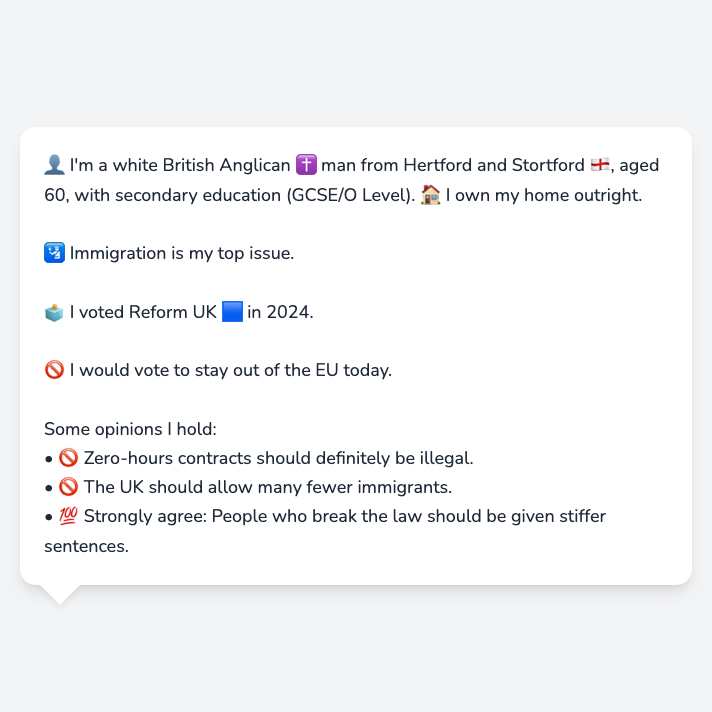 👤 I'm a white British Anglican ✝️ man from Hertford and Stortford 🏴󠁧󠁢󠁥󠁮󠁧󠁿, aged
60, with secondary education (GCSE/O Level). 🏠 I own my home outright.
🛂 Immigration is my top issue.
🗳️ I voted Reform UK 🟦 in 2024.
🚫 I would vote to stay out of the EU today.
Some opinions I hold:
• 🚫 Zero-hours contracts should definitely be illegal.
• 🚫 The UK should allow many fewer immigrants.
• 💯 Strongly agree: People who break the law should be given stiffer
sentences.